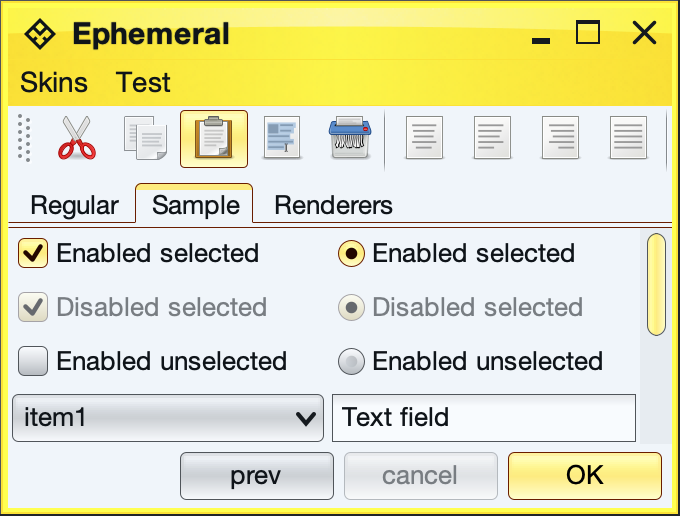 Ephemeral
Skins Test
Regular Sample Renderers
Enabled selected Enabled selected
Disabled selected Disabled selected
Enabled unselected Enabled unselected
item1 Text field
prev cancel OK